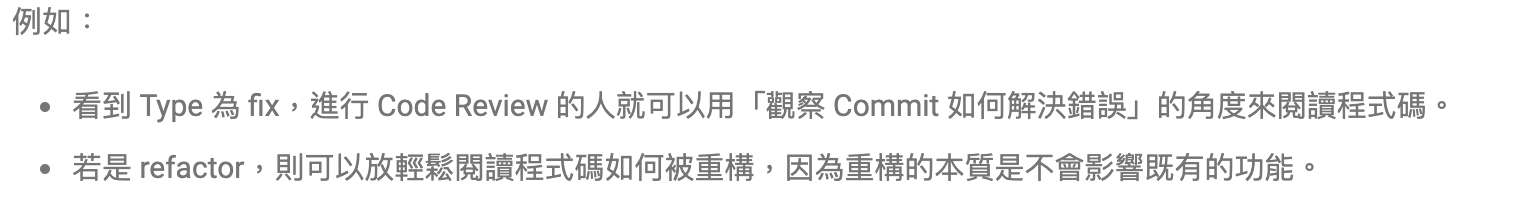 例如：
• 看到 Type 為 fix，進行 Code Review 的人就可以用「觀察 Commit 如何解決錯誤」的角度來閱讀程式碼。
• 若是 refactor，則可以放輕鬆閱讀程式碼如何被重構，因為重構的本質是不會影響既有的功能。